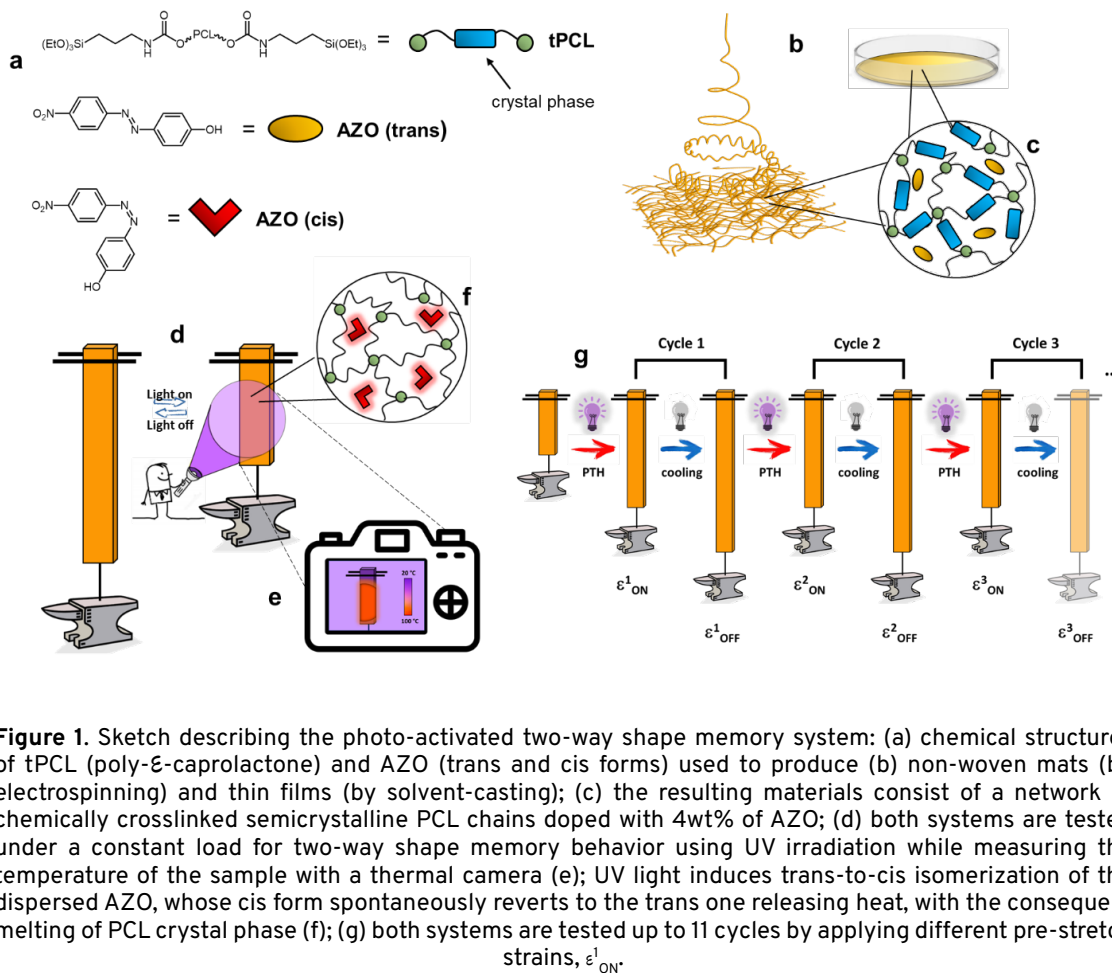 a
(EtO)₃Si
N
H
O
O
PCL
O
O
N
H
Si(OEt)₃
=
tPCL
crystal phase
NO₂
N
N
OH
=
AZO (trans)
NO₂
N
N
HO
=
AZO (cis)
b
c
d
Light on
Light off
e
20 °C
100 °C
f
g
Cycle 1
Cycle 2
Cycle 3
..
PTH
cooling
PTH
cooling
PTH
cooling
ε¹ON
ε²ON
ε³ON
ε¹OFF
ε²OFF
ε³OFF
Figure 1. Sketch describing the photo-activated two-way shape memory system: (a) chemical structure
of tPCL (poly-ε-caprolactone) and AZO (trans and cis forms) used to produce (b) non-woven mats (b
electrospinning) and thin films (by solvent-casting); (c) the resulting materials consist of a network
chemically crosslinked semicrystalline PCL chains doped with 4wt% of AZO; (d) both systems are teste
under a constant load for two-way shape memory behavior using UV irradiation while measuring th
temperature of the sample with a thermal camera (e); UV light induces trans-to-cis isomerization of th
dispersed AZO, whose cis form spontaneously reverts to the trans one releasing heat, with the conseque
melting of PCL crystal phase (f); (g) both systems are tested up to 11 cycles by applying different pre-stretc
strains, ε¹ON.